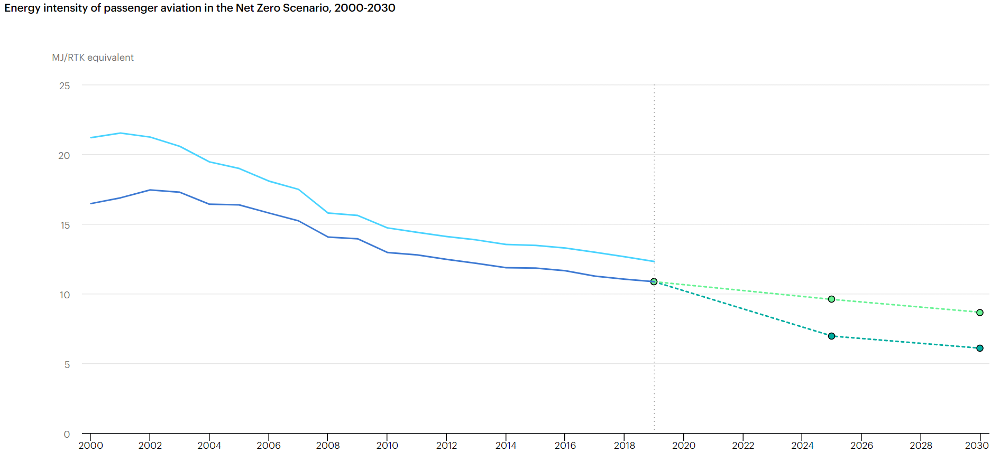 Energy intensity of passenger aviation in the Net Zero Scenario, 2000-2030
MJ/RTK equivalent
25
20
15
10
5
0
2000 2002 2004 2006 2008 2010 2012 2014 2016 2018 2020 2022 2024 2026 2028 2030